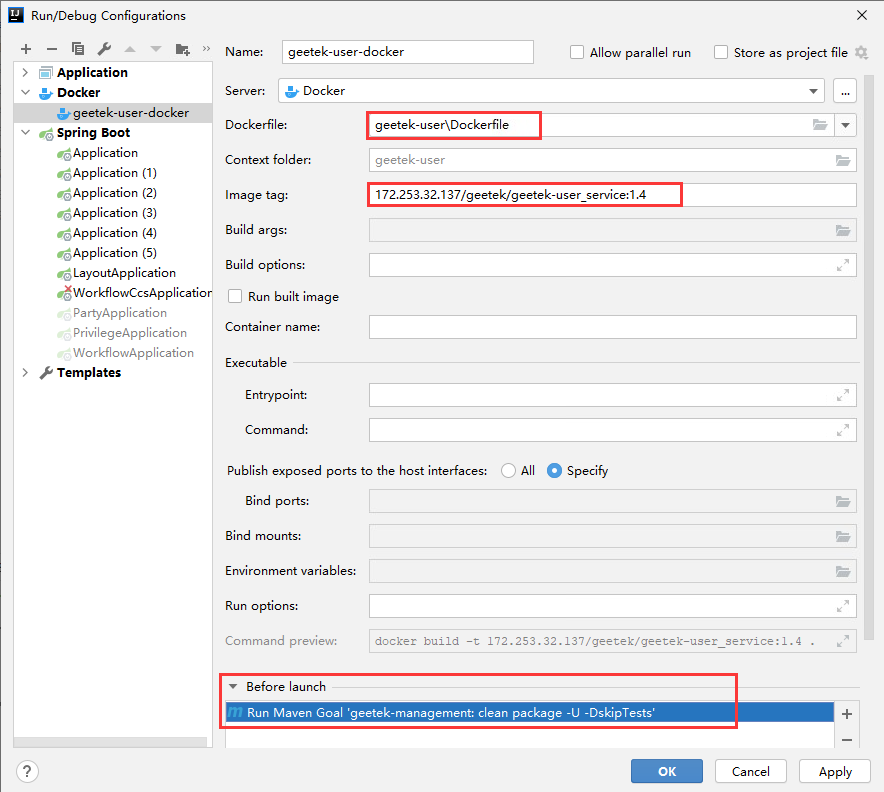 Run/Debug Configurations
Application
Docker
geetek-user-docker
Spring Boot
Application
Application (1)
Application (2)
Application (3)
Application (4)
Application (5)
LayoutApplication
WorkflowCcsApplication
PartyApplication
PrivilegeApplication
WorkflowApplication
Templates
Name: geetek-user-docker Allow parallel run Store as project file
Server: Docker ...
Dockerfile: geetek-user\Dockerfile
Context folder: geetek-user
Image tag: 172.253.32.137/geetek/geetek-user_service:1.4
Build args:
Build options:
Run built image
Container name:
Executable
Entrypoint:
Command:
Publish exposed ports to the host interfaces: All Specify
Bind ports:
Bind mounts:
Environment variables:
Run options:
Command preview: docker build -t 172.253.32.137/geetek/geetek-user_service:1.4 .
Before launch
Run Maven Goal 'geetek-management: clean package -U -DskipTests'
? OK Cancel Apply